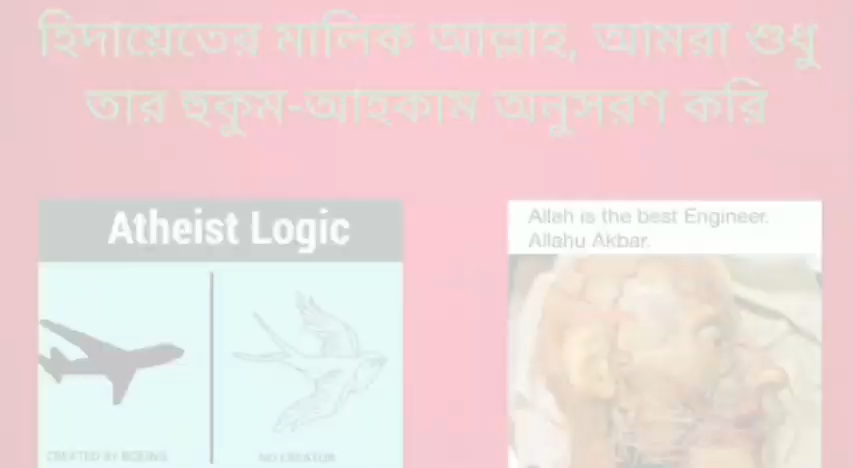 হিদায়েতের মালিক আল্লাহ, আমরা শুধু
তার হুকুম-আহকাম অনুসরণ করি
Atheist Logic
CREATED BY BOEING
NO CREATOR
Allah is the best Engineer.
Allahu Akbar.